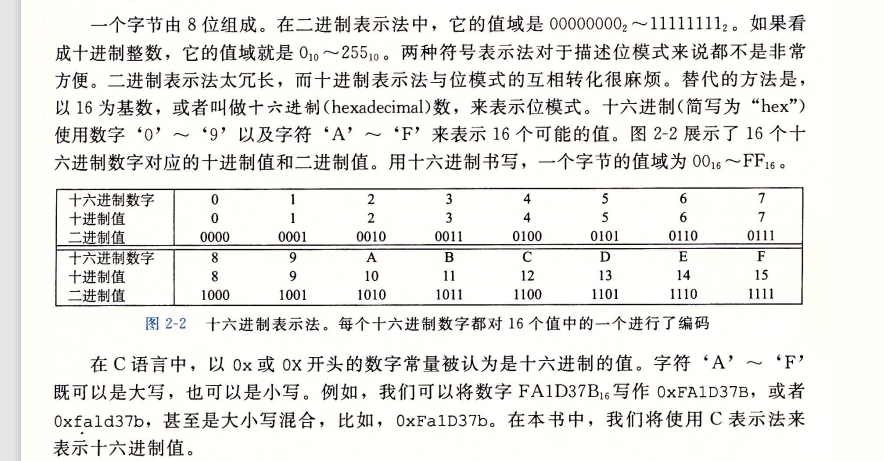 一个字节由 8 位组成。在二进制表示法中，它的值域是 00000000₂～11111111₂。如果看
成十进制整数，它的值域就是 0₁₀～255₁₀。两种符号表示法对于描述位模式来说都不是非常
方便。二进制表示法太冗长，而十进制表示法与位模式的互相转化很麻烦。替代的方法是，
以 16 为基数，或者叫做十六进制(hexadecimal)数，来表示位模式。十六进制(简写为“hex”)
使用数字‘0’～‘9’以及字符‘A’～‘F’来表示 16 个可能的值。图 2-2 展示了 16 个十
六进制数字对应的十进制值和二进制值。用十六进制书写，一个字节的值域为 00₁₆～FF₁₆。
十六进制数字 0 1 2 3 4 5 6 7
十进制值 0 1 2 3 4 5 6 7
二进制值 0000 0001 0010 0011 0100 0101 0110 0111
十六进制数字 8 9 A B C D E F
十进制值 8 9 10 11 12 13 14 15
二进制值 1000 1001 1010 1011 1100 1101 1110 1111
图 2-2 十六进制表示法。每个十六进制数字都对 16 个值中的一个进行了编码
在 C 语言中，以 0x 或 0X 开头的数字常量被认为是十六进制的值。字符‘A’～‘F’
既可以是大写，也可以是小写。例如，我们可以将数字 FA1D37B₁₆写作 0xFA1D37B，或者
0xfa1d37b，甚至是大小写混合，比如，0xFa1D37b。在本书中，我们将使用 C 表示法来
表示十六进制值。